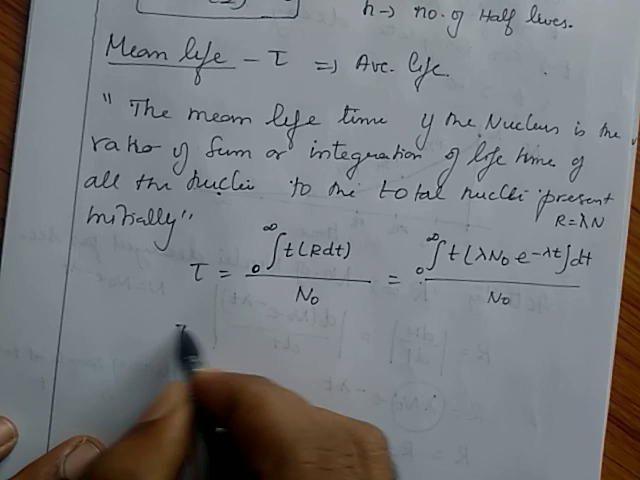 n → no. of Half lives.
Mean life - τ ⇒ Ave. life.
"The mean life time of the Nucleus is the
ratio of sum or integration of life time of
all the nuclei to the total nuclei present
initially"
R = λN
τ = 0∫∞ t(Rdt) / N0 = 0∫∞ t(λN0 e^-λt)dt / N0